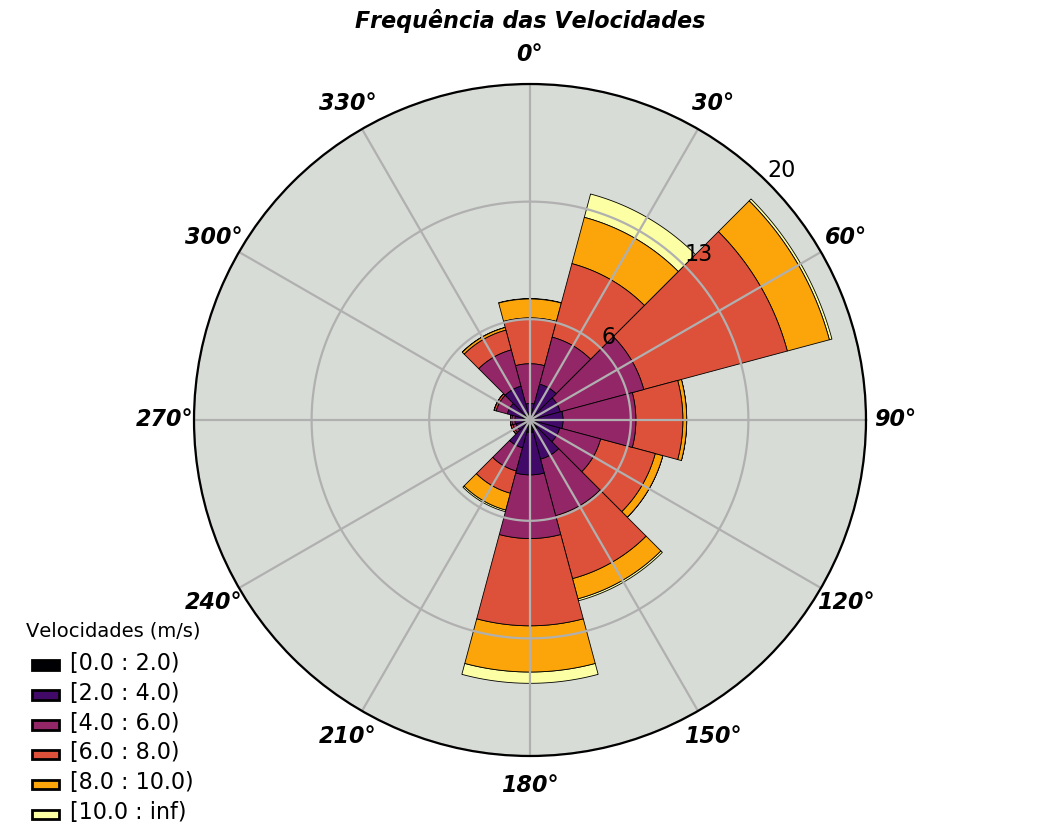 Frequência das Velocidades
0°
330°
30°
20
300°
60°
13
6
270°
90°
240°
120°
210°
150°
180°
Velocidades (m/s)
[0.0 : 2.0)
[2.0 : 4.0)
[4.0 : 6.0)
[6.0 : 8.0)
[8.0 : 10.0)
[10.0 : inf)